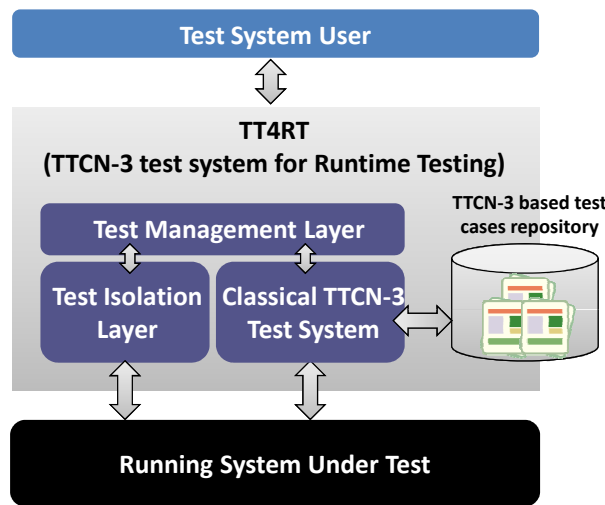 Test System User
TT4RT
(TTCN-3 test system for Runtime Testing)
TTCN-3 based test
cases repository
Test Management Layer
Test Isolation
Layer
Classical TTCN-3
Test System
Running System Under Test